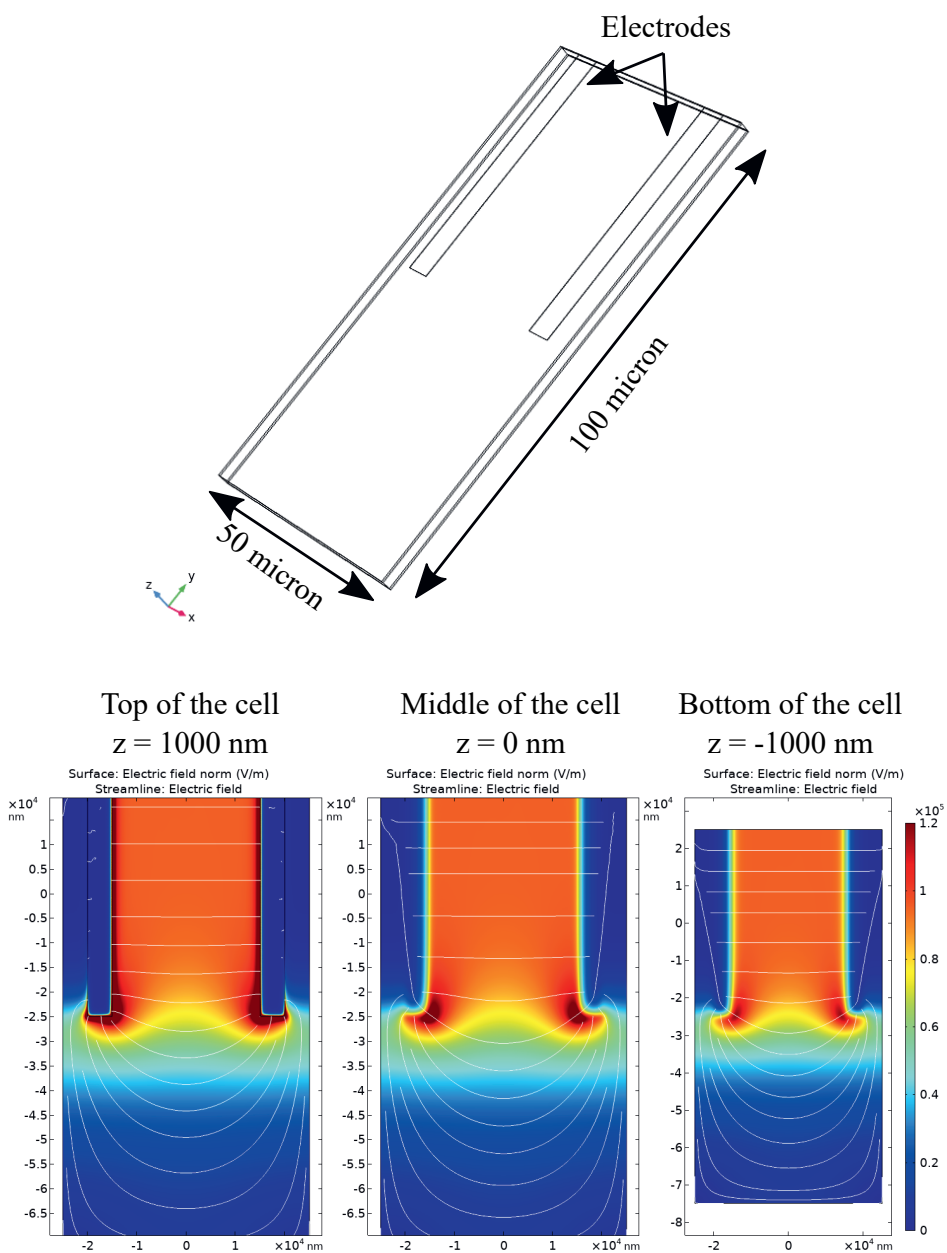 Electrodes
100 micron
50 micron
z
y
x
Top of the cell
z = 1000 nm
Middle of the cell
z = 0 nm
Bottom of the cell
z = -1000 nm
Surface: Electric field norm (V/m)
Streamline: Electric field
×10⁴
nm
1
0.5
0
-0.5
-1
-1.5
-2
-2.5
-3
-3.5
-4
-4.5
-5
-5.5
-6
-6.5
-2
-1
0
1
×10⁴ nm
Surface: Electric field norm (V/m)
Streamline: Electric field
×10⁴
nm
1
0.5
0
-0.5
-1
-1.5
-2
-2.5
-3
-3.5
-4
-4.5
-5
-5.5
-6
-6.5
-2
-1
0
1
×10⁴ nm
Surface: Electric field norm (V/m)
Streamline: Electric field
×10⁴
nm
2
1
0
-1
-2
-3
-4
-5
-6
-7
-8
-2
0
×10⁴ nm
×10⁵
1.2
1
0.8
0.6
0.4
0.2
0